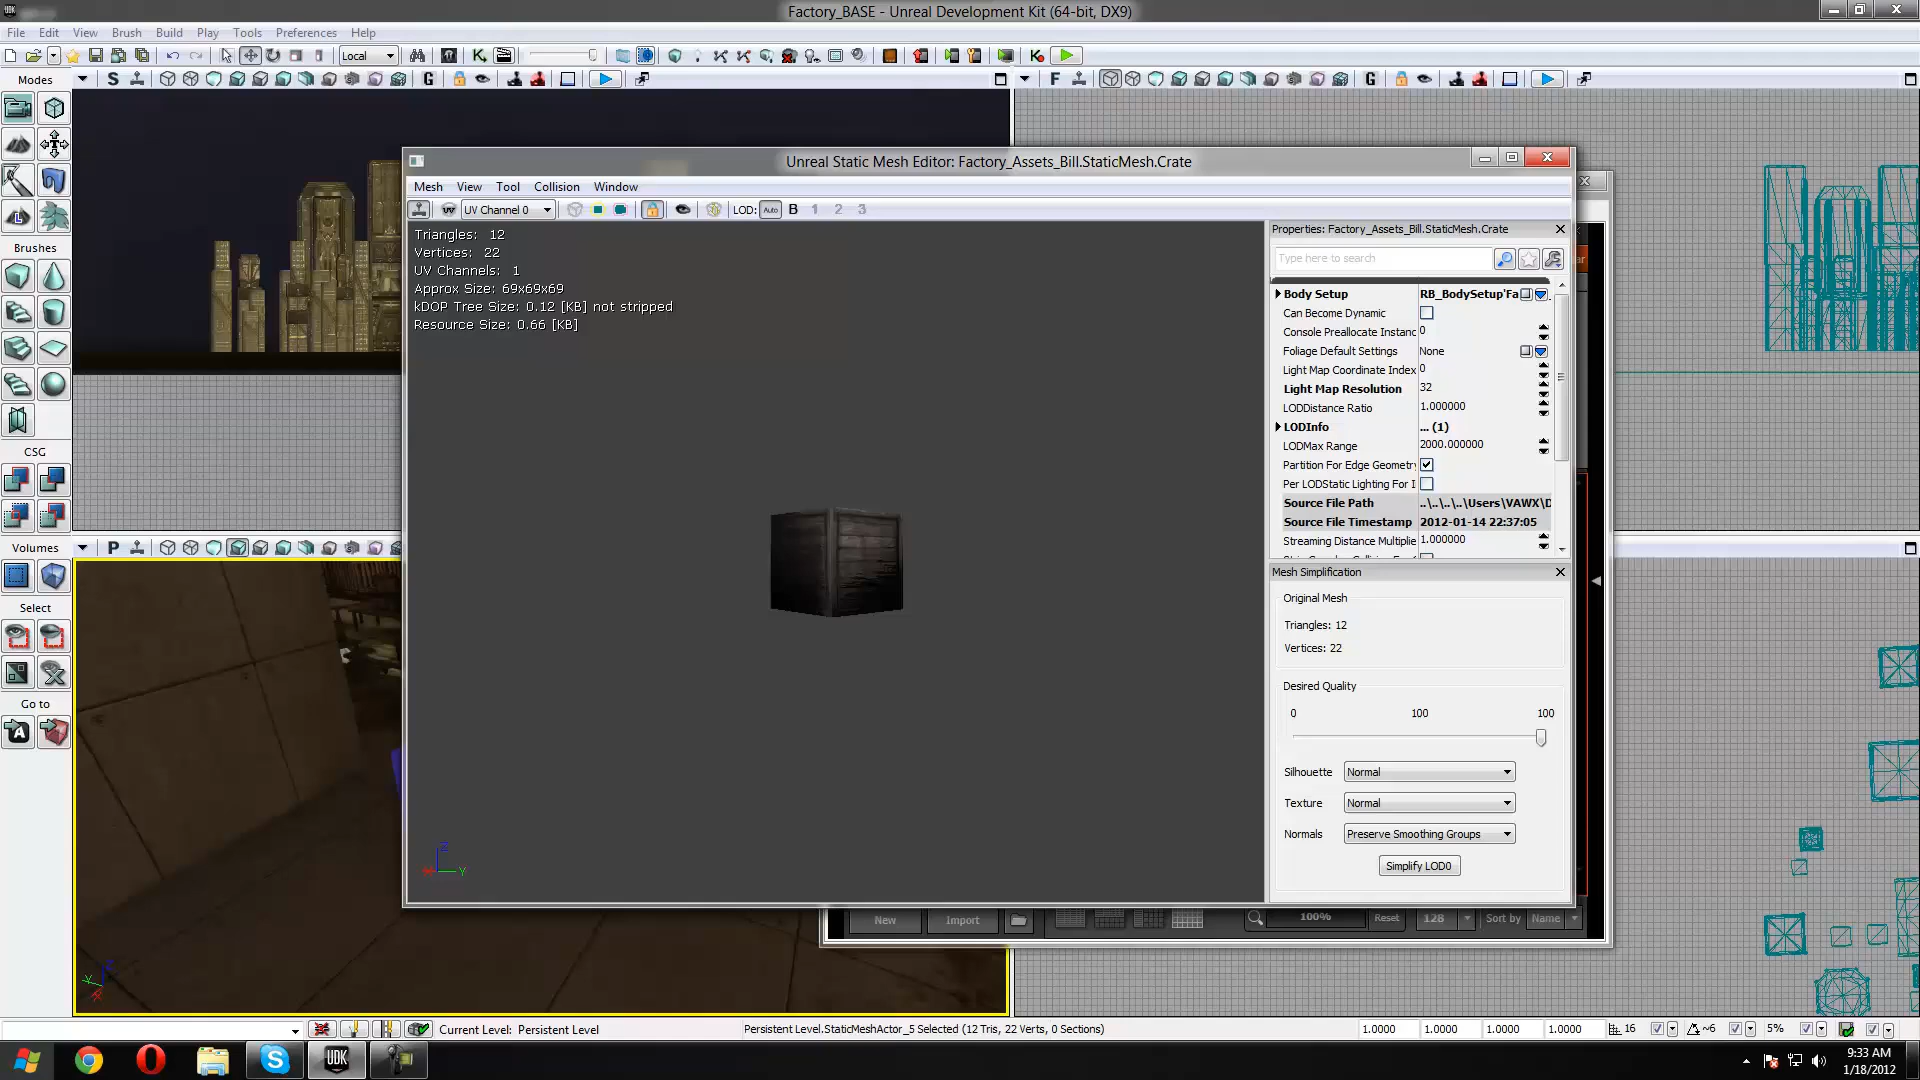 Factory_BASE - Unreal Development Kit (64-bit, DX9)
File Edit View Brush Build Play Tools Preferences Help
Local
Modes
S
G
F
G
Unreal Static Mesh Editor: Factory_Assets_Bill.StaticMesh.Crate
Mesh View Tool Collision Window
UV Channel 0
LOD: Auto B 1 2 3
Triangles: 12
Vertices: 22
UV Channels: 1
Approx Size: 69x69x69
kDOP Tree Size: 0.12 [KB] not stripped
Resource Size: 0.66 [KB]
Properties: Factory_Assets_Bill.StaticMesh.Crate
Type here to search
Body Setup RB_BodySetup'Fa
Can Become Dynamic
Console Preallocate Instanc 0
Foliage Default Settings None
Light Map Coordinate Index 0
Light Map Resolution 32
LODDistance Ratio 1.000000
LODInfo ... (1)
LODMax Range 2000.000000
Partition For Edge Geometry
Per LODStatic Lighting For I
Source File Path ..\..\..\..\Users\VAWX\D
Source File Timestamp 2012-01-14 22:37:05
Streaming Distance Multiplie 1.000000
Mesh Simplification
Original Mesh
Triangles: 12
Vertices: 22
Desired Quality
0 100 100
Silhouette Normal
Texture Normal
Normals Preserve Smoothing Groups
Simplify LOD0
Brushes
CSG
Volumes
P
Select
Go to
Z
Y
New Import 100% Reset 128 Sort by Name
Current Level: Persistent Level
Persistent Level.StaticMeshActor_5 Selected (12 Tris, 22 Verts, 0 Sections)
1.0000 1.0000 1.0000 1.0000 16 ~6 5%
UDK
9:33 AM
1/18/2012